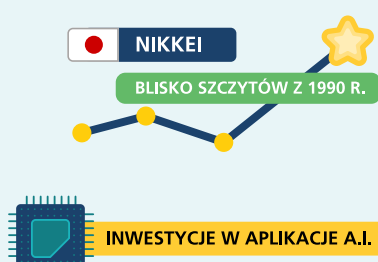 NIKKEI
BLISKO SZCZYTÓW Z 1990 R.
INWESTYCJE W APLIKACJE A.I.